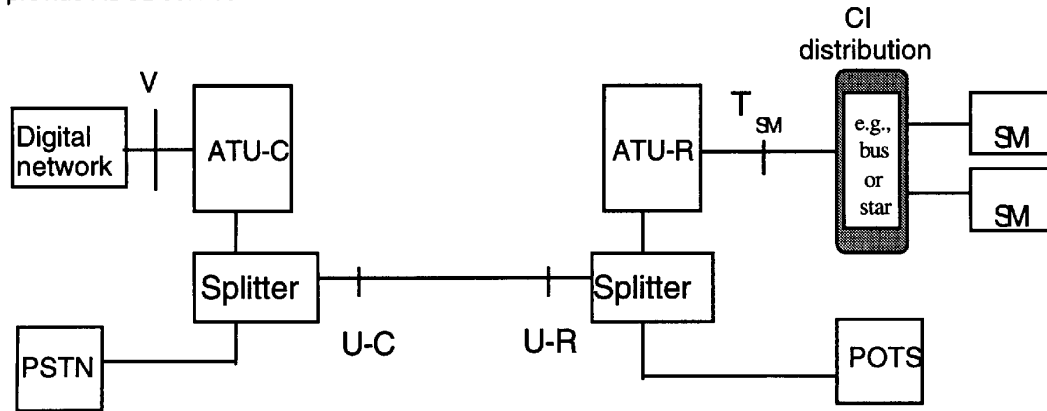 CI
distribution
V
T SM
Digital
network
ATU-C
ATU-R
e.g.,
bus
or
star
SM
SM
Splitter
Splitter
U-C
U-R
PSTN
POTS